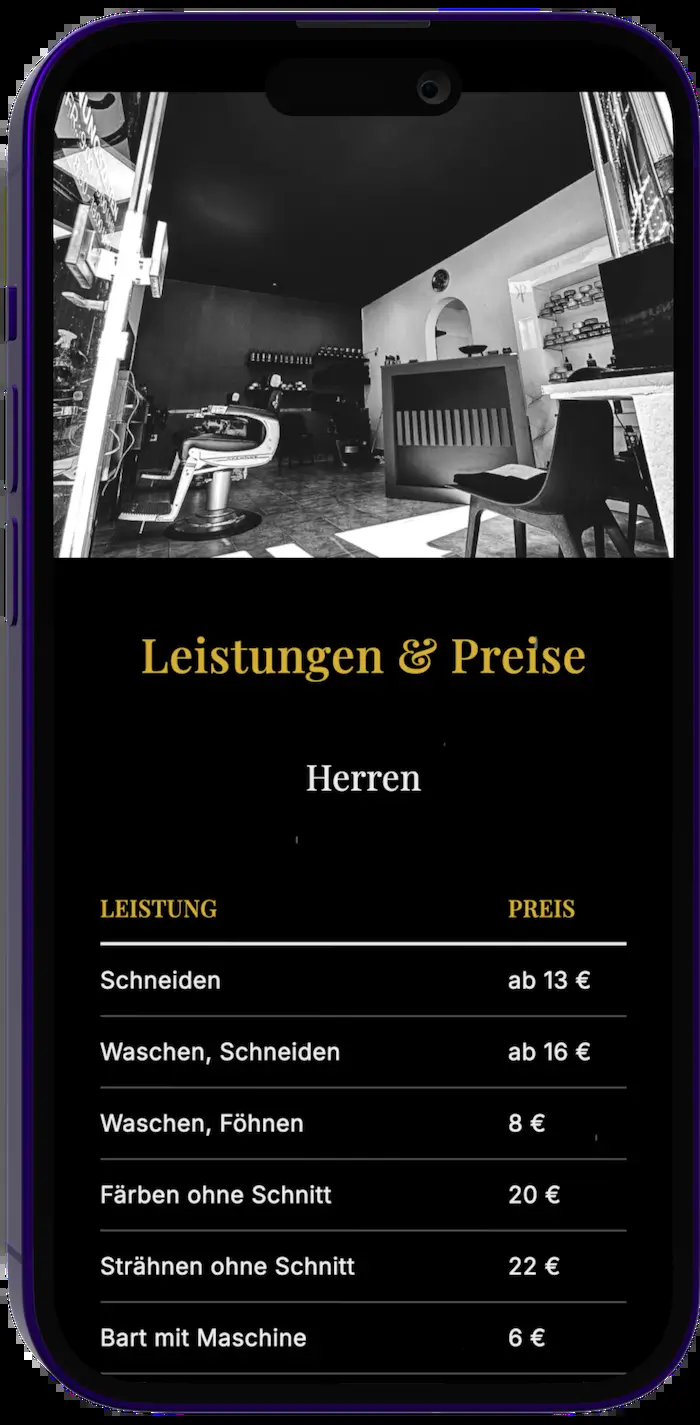 Leistungen & Preise
Herren
LEISTUNG PREIS
Schneiden ab 13 €
Waschen, Schneiden ab 16 €
Waschen, Föhnen 8 €
Färben ohne Schnitt 20 €
Strähnen ohne Schnitt 22 €
Bart mit Maschine 6 €